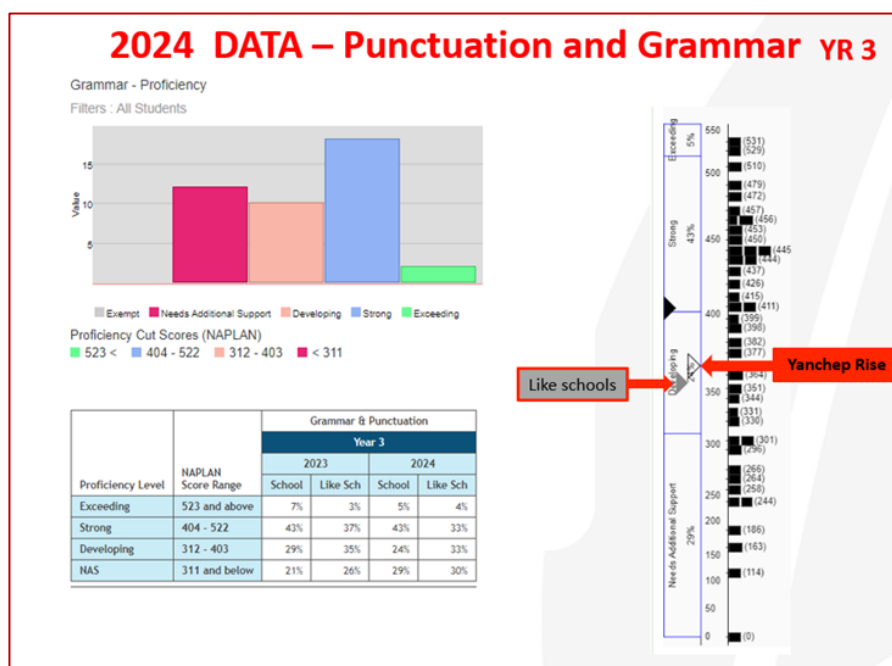 2024 DATA – Punctuation and Grammar YR 3
Grammar - Proficiency
Filters : All Students
Value
15
10
5
Exempt Needs Additional Support Developing Strong Exceeding
Proficiency Cut Scores (NAPLAN)
523 < 404 - 522 312 - 403 < 311
Grammar & Punctuation
Year 3
2023 2024
Proficiency Level NAPLAN Score Range School Like Sch School Like Sch
Exceeding 523 and above 7% 3% 5% 4%
Strong 404 - 522 43% 37% 43% 33%
Developing 312 - 403 29% 35% 24% 33%
NAS 311 and below 21% 26% 29% 30%
Exceeding 5%
Strong 43%
Developing 24%
Needs Additional Support 29%
550
500
450
400
350
300
250
200
150
100
50
0
(531)
(529)
(510)
(479)
(472)
(457)
(456)
(453)
(450)
(445
(444)
(437)
(426)
(415)
(411)
(399)
(398)
(382)
(377)
(364)
(351)
(344)
(331)
(330)
(301)
(296)
(266)
(264)
(258)
(244)
(186)
(163)
(114)
(0)
Like schools
Yanchep Rise